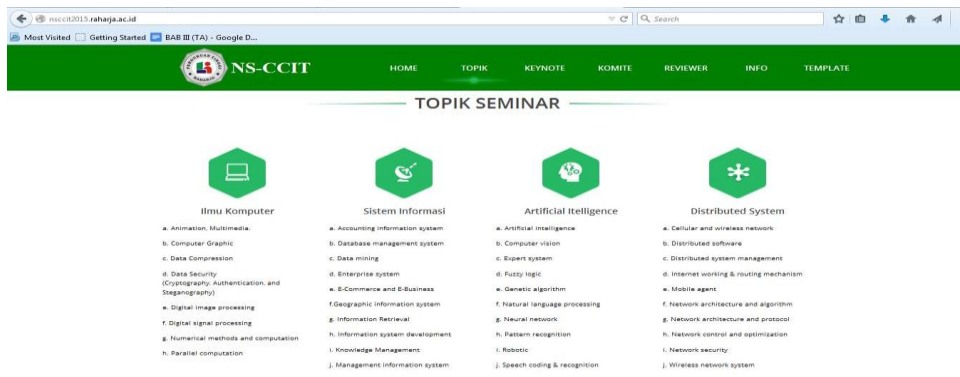 nsccit2015.raharja.ac.id
Search
Most Visited Getting Started BAB III (TA) - Google D...
NS-CCIT HOME TOPIK KEYNOTE KOMITE REVIEWER INFO TEMPLATE
TOPIK SEMINAR
Ilmu Komputer
a. Animation, Multimedia.
b. Computer Graphic
c. Data Compression
d. Data Security
(Cryptography, Authentication, and
Steganography)
e. Digital image processing
f. Digital signal processing
g. Numerical methods and computation
h. Parallel computation
Sistem Informasi
a. Accounting information system
b. Database management system
c. Data mining
d. Enterprise system
e. E-Commerce and E-Business
f.Geographic information system
g. Information Retrieval
h. Information system development
i. Knowledge Management
j. Management information system
Artificial Itelligence
a. Artificial intelligence
b. Computer vision
c. Expert system
d. Fuzzy logic
e. Genetic algorithm
f. Natural language processing
g. Neural network
h. Pattern recognition
i. Robotic
j. Speech coding & recognition
Distributed System
a. Cellular and wireless network
b. Distributed software
c. Distributed system management
d. Internet working & routing mechanism
e. Mobile agent
f. Network architecture and algorithm
g. Network architecture and protocol
h. Network control and optimization
i. Network security
j. Wireless network system